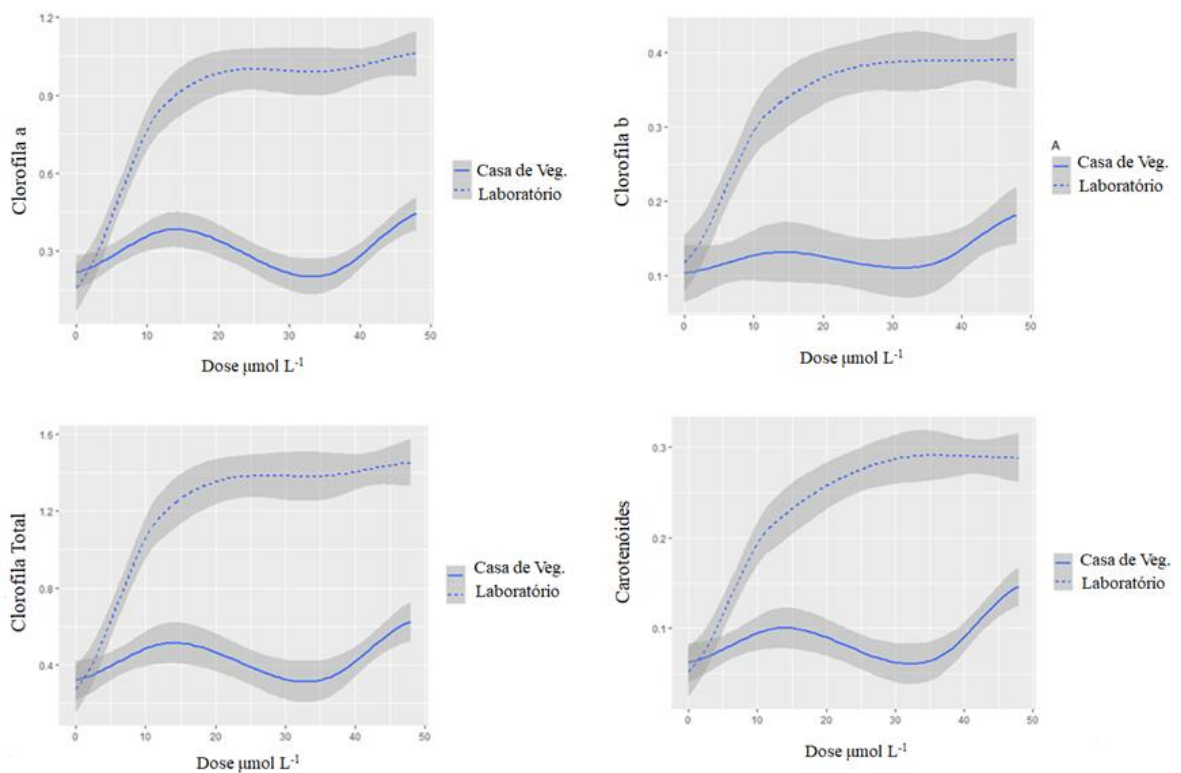 Clorofila a
1.2
0.9
0.6
0.3
0 10 20 30 40 50
Dose μmol L⁻¹
Casa de Veg.
Laboratório
Clorofila b
0.4
0.3
0.2
0.1
0 10 20 30 40 50
Dose μmol L⁻¹
A
Casa de Veg.
Laboratório
Clorofila Total
1.6
1.2
0.8
0.4
0 10 20 30 40 50
Dose μmol L⁻¹
Casa de Veg.
Laboratório
Carotenóides
0.3
0.2
0.1
0 10 20 30 40 50
Dose μmol L⁻¹
Casa de Veg.
Laboratório